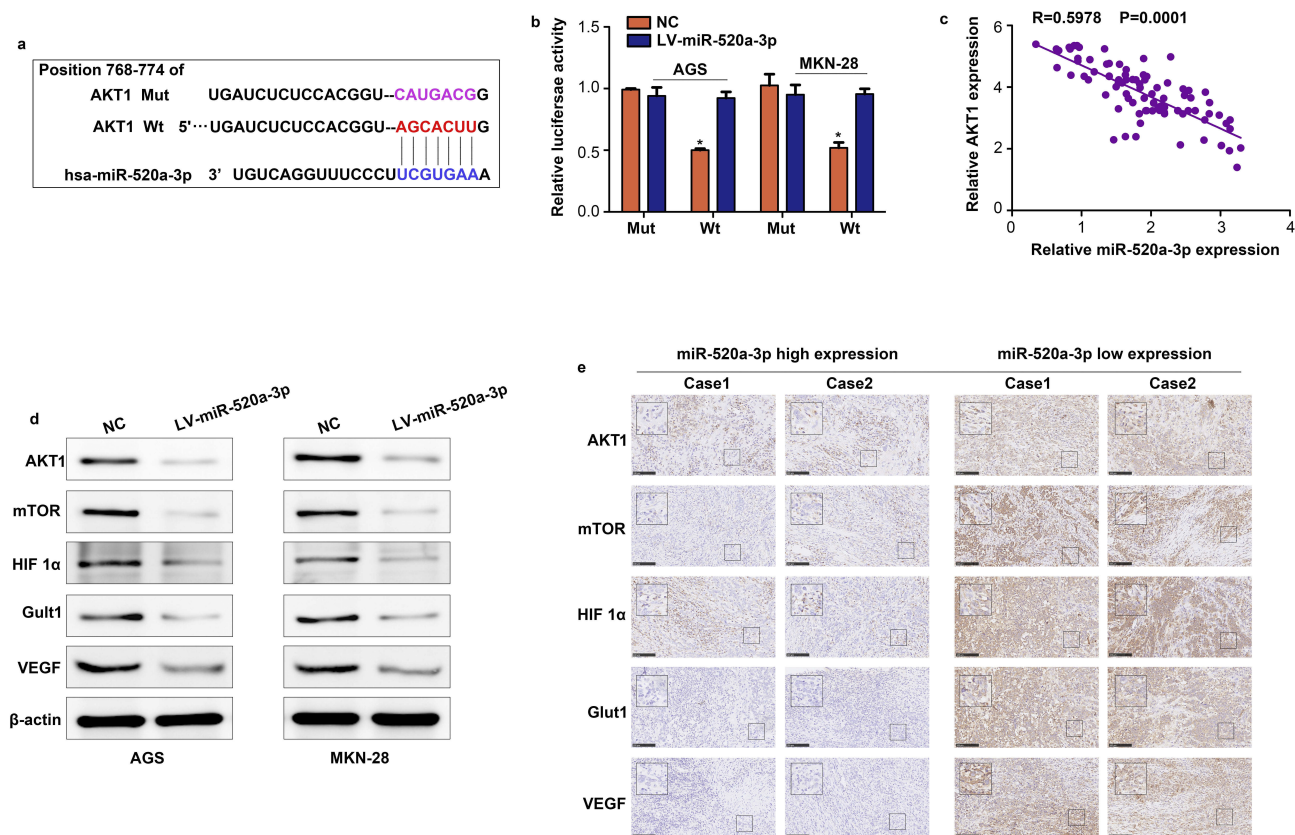 a
Position 768-774 of
AKT1 Mut UGAUCUCUCCACGGU--CAUGACGG
AKT1 Wt 5'···UGAUCUCUCCACGGU--AGCACUUG
hsa-miR-520a-3p 3' UGUCAGGUUUCCCUUCGUGAAA
b
NC
LV-miR-520a-3p
Relative lucifersae activity
1.5
1.0
0.5
0.0
AGS
MKN-28
*
*
Mut
Wt
Mut
Wt
c
R=0.5978 P=0.0001
Relative AKT1 expression
6
4
2
0
0
1
2
3
4
Relative miR-520a-3p expression
d
NC
LV-miR-520a-3p
NC
LV-miR-520a-3p
AKT1
mTOR
HIF 1α
Gult1
VEGF
β-actin
AGS
MKN-28
e
miR-520a-3p high expression
miR-520a-3p low expression
Case1
Case2
Case1
Case2
AKT1
mTOR
HIF 1α
Glut1
VEGF